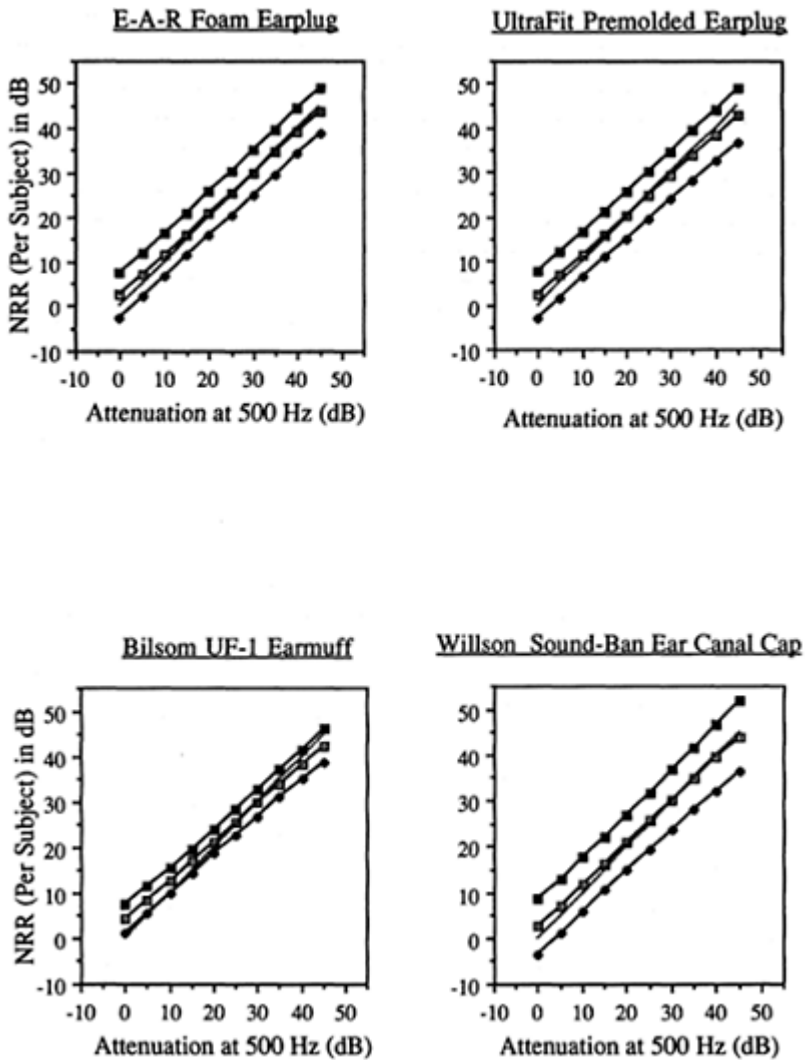 E-A-R Foam Earplug
NRR (Per Subject) in dB
50
40
30
20
10
0
-10
-10 0 10 20 30 40 50
Attenuation at 500 Hz (dB)
UltraFit Premolded Earplug
50
40
30
20
10
0
-10
-10 0 10 20 30 40 50
Attenuation at 500 Hz (dB)
Bilsom UF-1 Earmuff
NRR (Per Subject) in dB
50
40
30
20
10
0
-10
-10 0 10 20 30 40 50
Attenuation at 500 Hz (dB)
Willson Sound-Ban Ear Canal Cap
50
40
30
20
10
0
-10
-10 0 10 20 30 40 50
Attenuation at 500 Hz (dB)